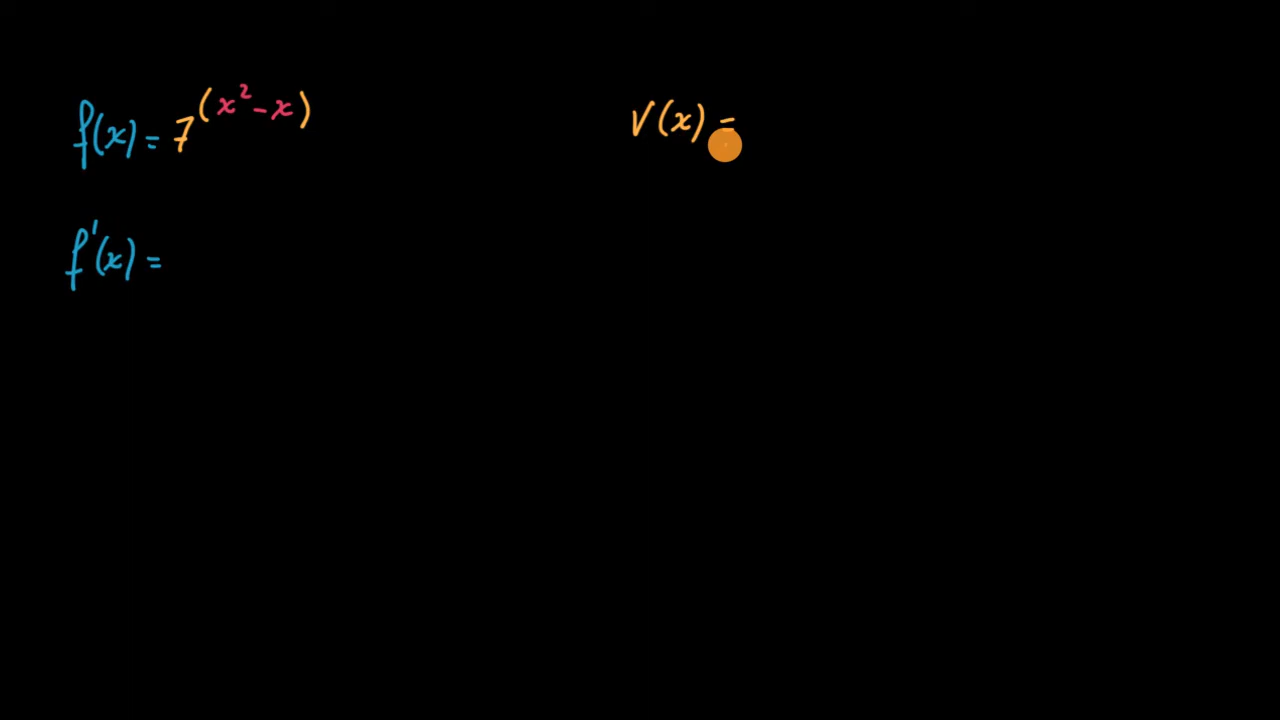 f(x) = 7^(x² - x)
V(x) =
f'(x) =